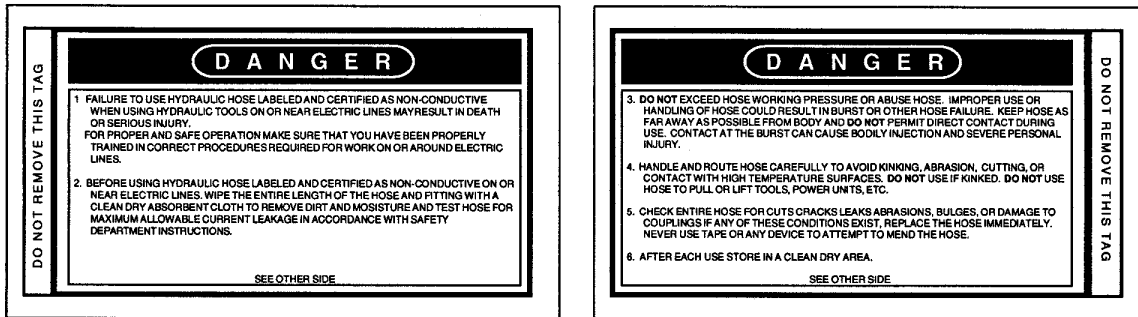 DO NOT REMOVE THIS TAG
DANGER
1 FAILURE TO USE HYDRAULIC HOSE LABELED AND CERTIFIED AS NON-CONDUCTIVE
WHEN USING HYDRAULIC TOOLS ON OR NEAR ELECTRIC LINES MAYRESULT IN DEATH
OR SERIOUS INJURY.
FOR PROPER AND SAFE OPERATION MAKE SURE THAT YOU HAVE BEEN PROPERLY
TRAINED IN CORRECT PROCEDURES REQUIRED FOR WORK ON OR AROUND ELECTRIC
LINES.
2. BEFORE USING HYDRAULIC HOSE LABELED AND CERTIFIED AS NON-CONDUCTIVE ON OR
NEAR ELECTRIC LINES. WIPE THE ENTIRE LENGTH OF THE HOSE AND FITTING WITH A
CLEAN DRY ABSORBENT CLOTH TO REMOVE DIRT AND MOSISTURE AND TEST HOSE FOR
MAXIMUM ALLOWABLE CURRENT LEAKAGE IN ACCORDANCE WITH SAFETY
DEPARTMENT INSTRUCTIONS.
SEE OTHER SIDE
DANGER
3. DO NOT EXCEED HOSE WORKING PRESSURE OR ABUSE HOSE. IMPROPER USE OR
HANDLING OF HOSE COULD RESULT IN BURST OR OTHER HOSE FAILURE. KEEP HOSE AS
FAR AWAY AS POSSIBLE FROM BODY AND DO NOT PERMIT DIRECT CONTACT DURING
USE. CONTACT AT THE BURST CAN CAUSE BODILY INJECTION AND SEVERE PERSONAL
INJURY.
4. HANDLE AND ROUTE HOSE CAREFULLY TO AVOID KINKING, ABRASION, CUTTING, OR
CONTACT WITH HIGH TEMPERATURE SURFACES. DO NOT USE IF KINKED. DO NOT USE
HOSE TO PULL OR LIFT TOOLS, POWER UNITS, ETC.
5. CHECK ENTIRE HOSE FOR CUTS CRACKS LEAKS ABRASIONS, BULGES, OR DAMAGE TO
COUPLINGS IF ANY OF THESE CONDITIONS EXIST, REPLACE THE HOSE IMMEDIATELY.
NEVER USE TAPE OR ANY DEVICE TO ATTEMPT TO MEND THE HOSE.
6. AFTER EACH USE STORE IN A CLEAN DRY AREA.
SEE OTHER SIDE
DO NOT REMOVE THIS TAG